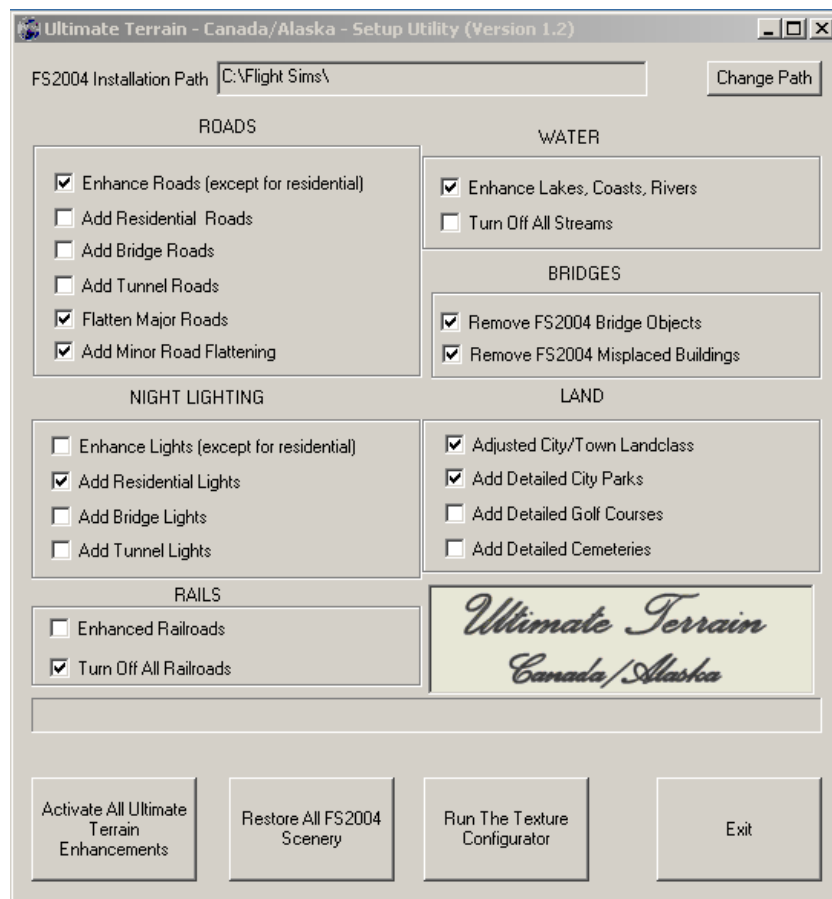 Ultimate Terrain - Canada/Alaska - Setup Utility (Version 1.2)
FS2004 Installation Path C:\Flight Sims\ Change Path
ROADS
Enhance Roads (except for residential)
Add Residential Roads
Add Bridge Roads
Add Tunnel Roads
Flatten Major Roads
Add Minor Road Flattening
WATER
Enhance Lakes, Coasts, Rivers
Turn Off All Streams
BRIDGES
Remove FS2004 Bridge Objects
Remove FS2004 Misplaced Buildings
NIGHT LIGHTING
Enhance Lights (except for residential)
Add Residential Lights
Add Bridge Lights
Add Tunnel Lights
LAND
Adjusted City/Town Landclass
Add Detailed City Parks
Add Detailed Golf Courses
Add Detailed Cemeteries
RAILS
Enhanced Railroads
Turn Off All Railroads
Ultimate Terrain
Canada/Alaska
Activate All Ultimate
Terrain
Enhancements
Restore All FS2004
Scenery
Run The Texture
Configurator
Exit